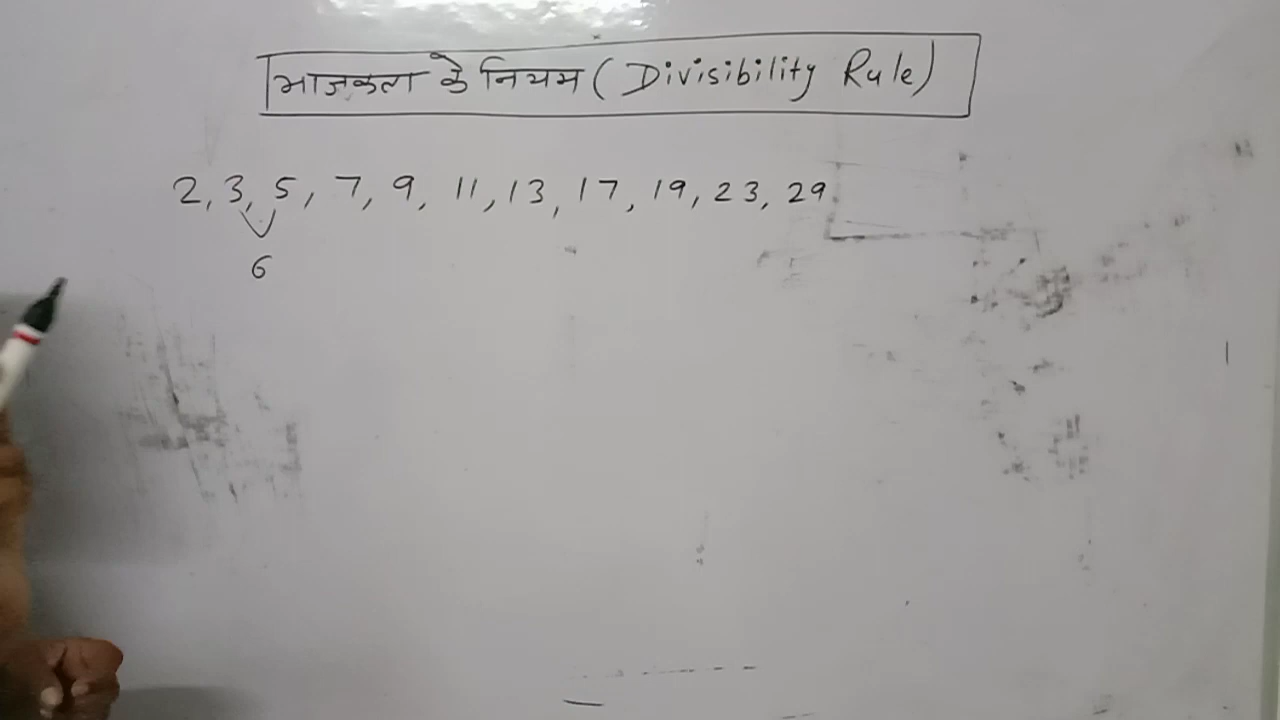 भाजकता के नियम ( Divisibility Rule )
2, 3, 5, 7, 9, 11, 13, 17, 19, 23, 29
6